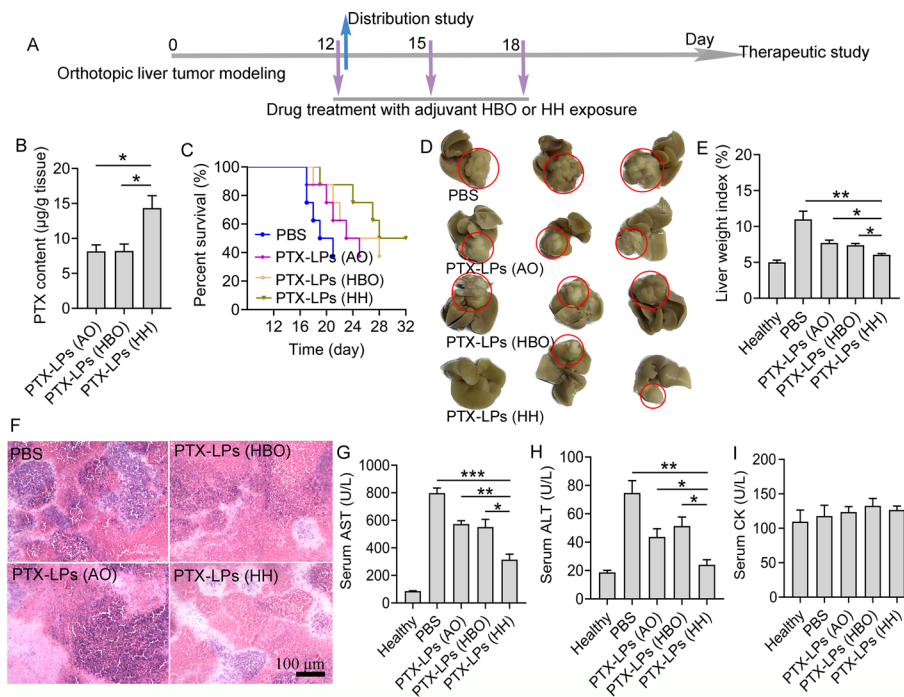 A
Distribution study
0
12
15
18
Day
Therapeutic study
Orthotopic liver tumor modeling
Drug treatment with adjuvant HBO or HH exposure
B
PTX content (μg/g tissue)
20
15
10
5
0
*
*
PTX-LPs (AO)
PTX-LPs (HBO)
PTX-LPs (HH)
C
Percent survival (%)
100
80
60
40
20
0
PBS
PTX-LPs (AO)
PTX-LPs (HBO)
PTX-LPs (HH)
12
16
20
24
28
32
Time (day)
D
PBS
PTX-LPs (AO)
PTX-LPs (HBO)
PTX-LPs (HH)
E
Liver weight index (%)
20
15
10
5
0
**
*
*
Healthy
PBS
PTX-LPs (AO)
PTX-LPs (HBO)
PTX-LPs (HH)
F
PBS
PTX-LPs (HBO)
PTX-LPs (AO)
PTX-LPs (HH)
100 μm
G
Serum AST (U/L)
1000
800
600
400
200
0
***
**
*
Healthy
PBS
PTX-LPs (AO)
PTX-LPs (HBO)
PTX-LPs (HH)
H
Serum ALT (U/L)
100
80
60
40
20
0
**
*
*
Healthy
PBS
PTX-LPs (AO)
PTX-LPs (HBO)
PTX-LPs (HH)
I
Serum CK (U/L)
200
150
100
50
0
Healthy
PBS
PTX-LPs (AO)
PTX-LPs (HBO)
PTX-LPs (HH)